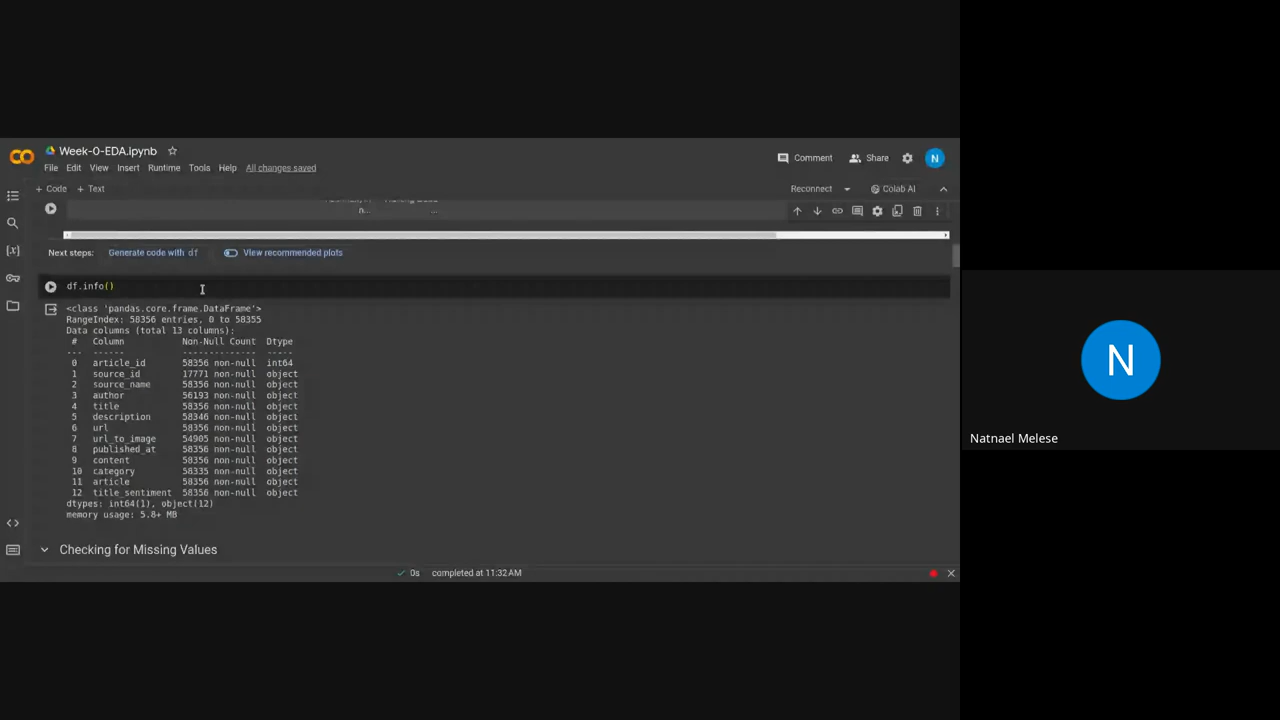 Week-0-EDA.ipynb
File Edit View Insert Runtime Tools Help All changes saved
Comment Share N
+ Code + Text
Reconnect Colab AI
n... ...
Next steps: Generate code with df View recommended plots
df.info()
<class 'pandas.core.frame.DataFrame'>
RangeIndex: 58356 entries, 0 to 58355
Data columns (total 13 columns):
# Column Non-Null Count Dtype
--- ------ -------------- -----
0 article_id 58356 non-null int64
1 source_id 17771 non-null object
2 source_name 58356 non-null object
3 author 56193 non-null object
4 title 58356 non-null object
5 description 58346 non-null object
6 url 58356 non-null object
7 url_to_image 54905 non-null object
8 published_at 58356 non-null object
9 content 58356 non-null object
10 category 58335 non-null object
11 article 58356 non-null object
12 title_sentiment 58356 non-null object
dtypes: int64(1), object(12)
memory usage: 5.8+ MB
Checking for Missing Values
0s completed at 11:32 AM
N
Natnael Melese